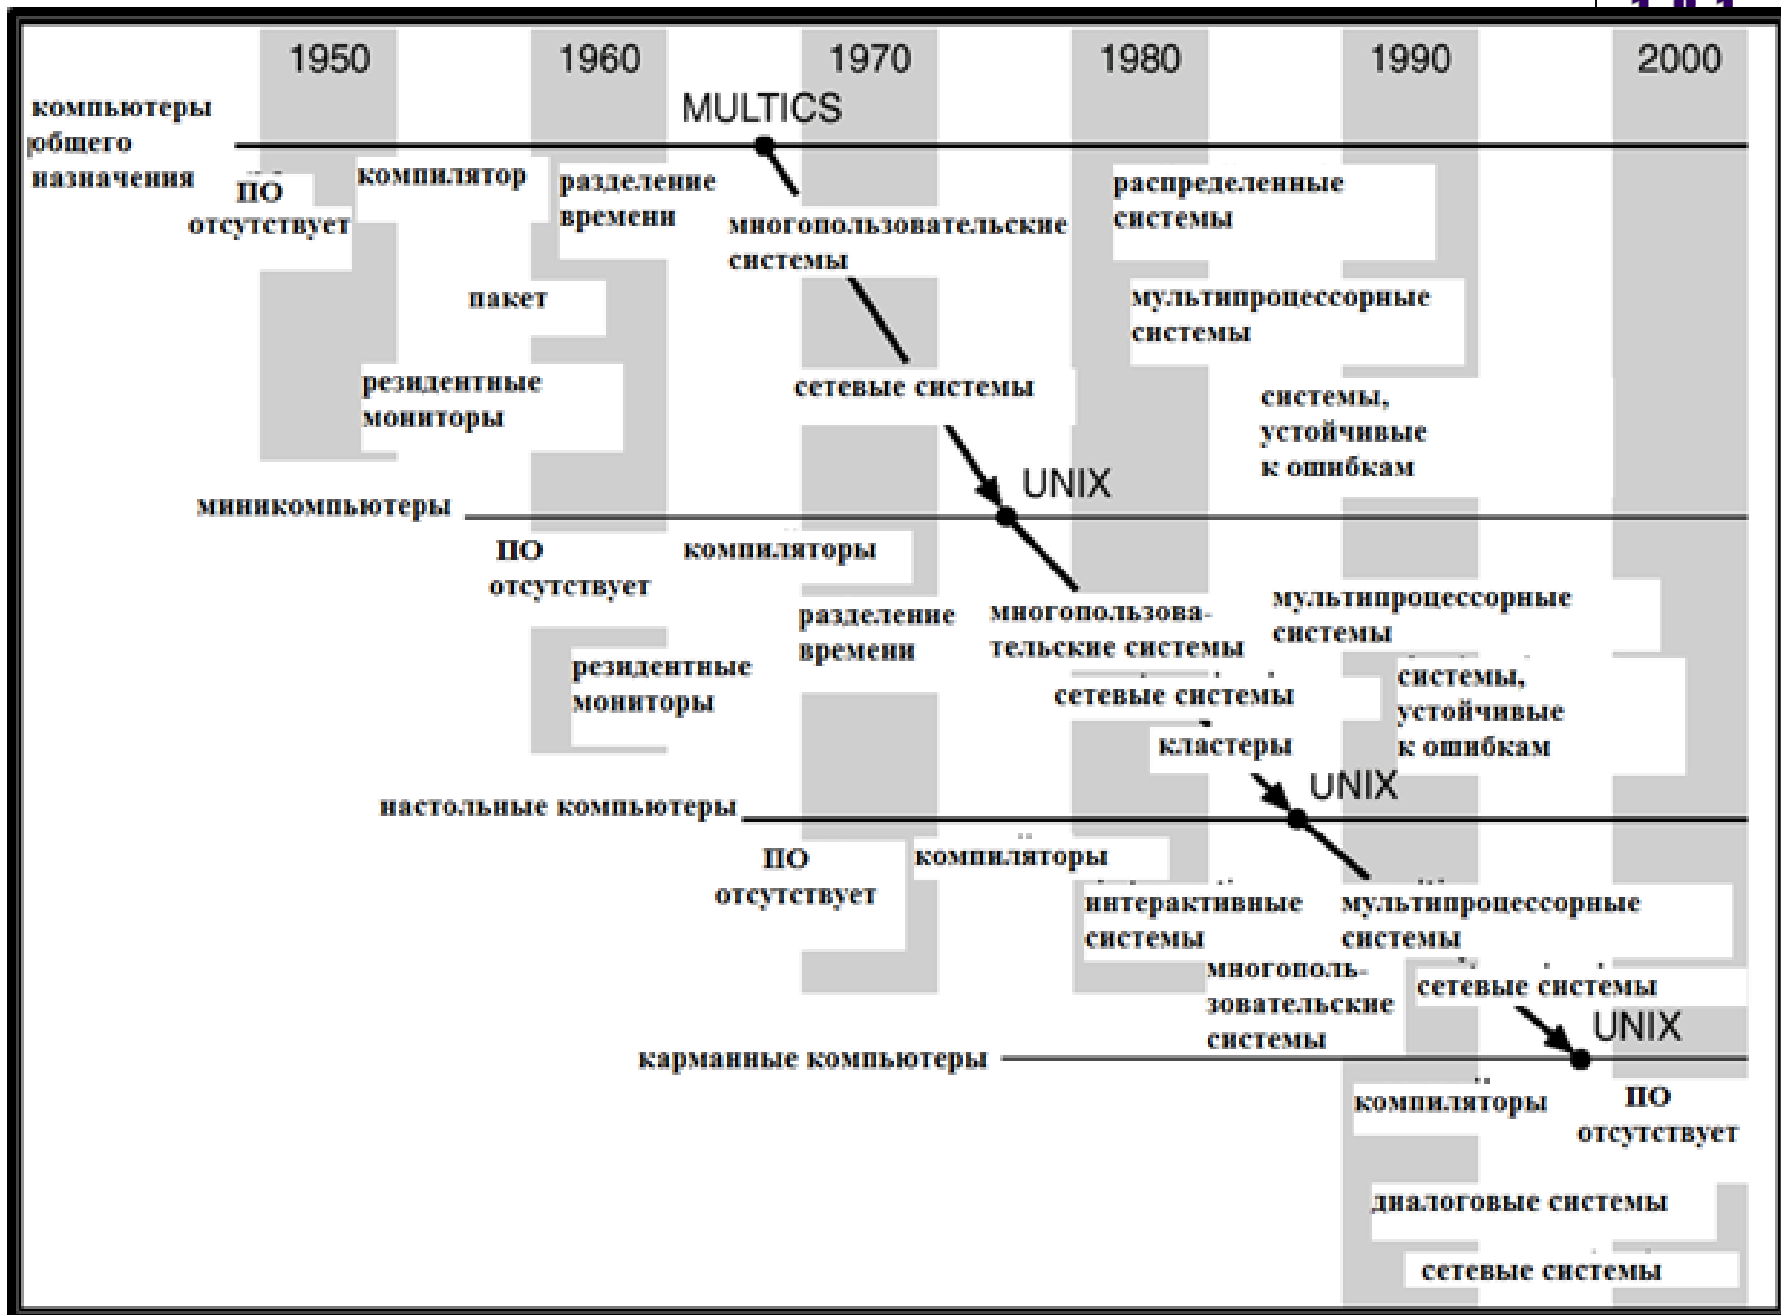 1950
1960
1970
1980
1990
2000
компьютеры
общего
назначения
MULTICS
ПО
отсутствует
компилятор
разделение
времени
многопользовательские
системы
распределенные
системы
пакет
мультипроцессорные
системы
резидентные
мониторы
сетевые системы
системы,
устойчивые
к ошибкам
миникомпьютеры
UNIX
ПО
отсутствует
компиляторы
разделение
времени
многопользова-
тельские системы
мультипроцессорные
системы
резидентные
мониторы
сетевые системы
системы,
устойчивые
к ошибкам
кластеры
настольные компьютеры
UNIX
ПО
отсутствует
компиляторы
интерактивные
системы
мультипроцессорные
системы
многополь-
зовательские
системы
сетевые системы
карманные компьютеры
UNIX
компиляторы
ПО
отсутствует
диалоговые системы
сетевые системы